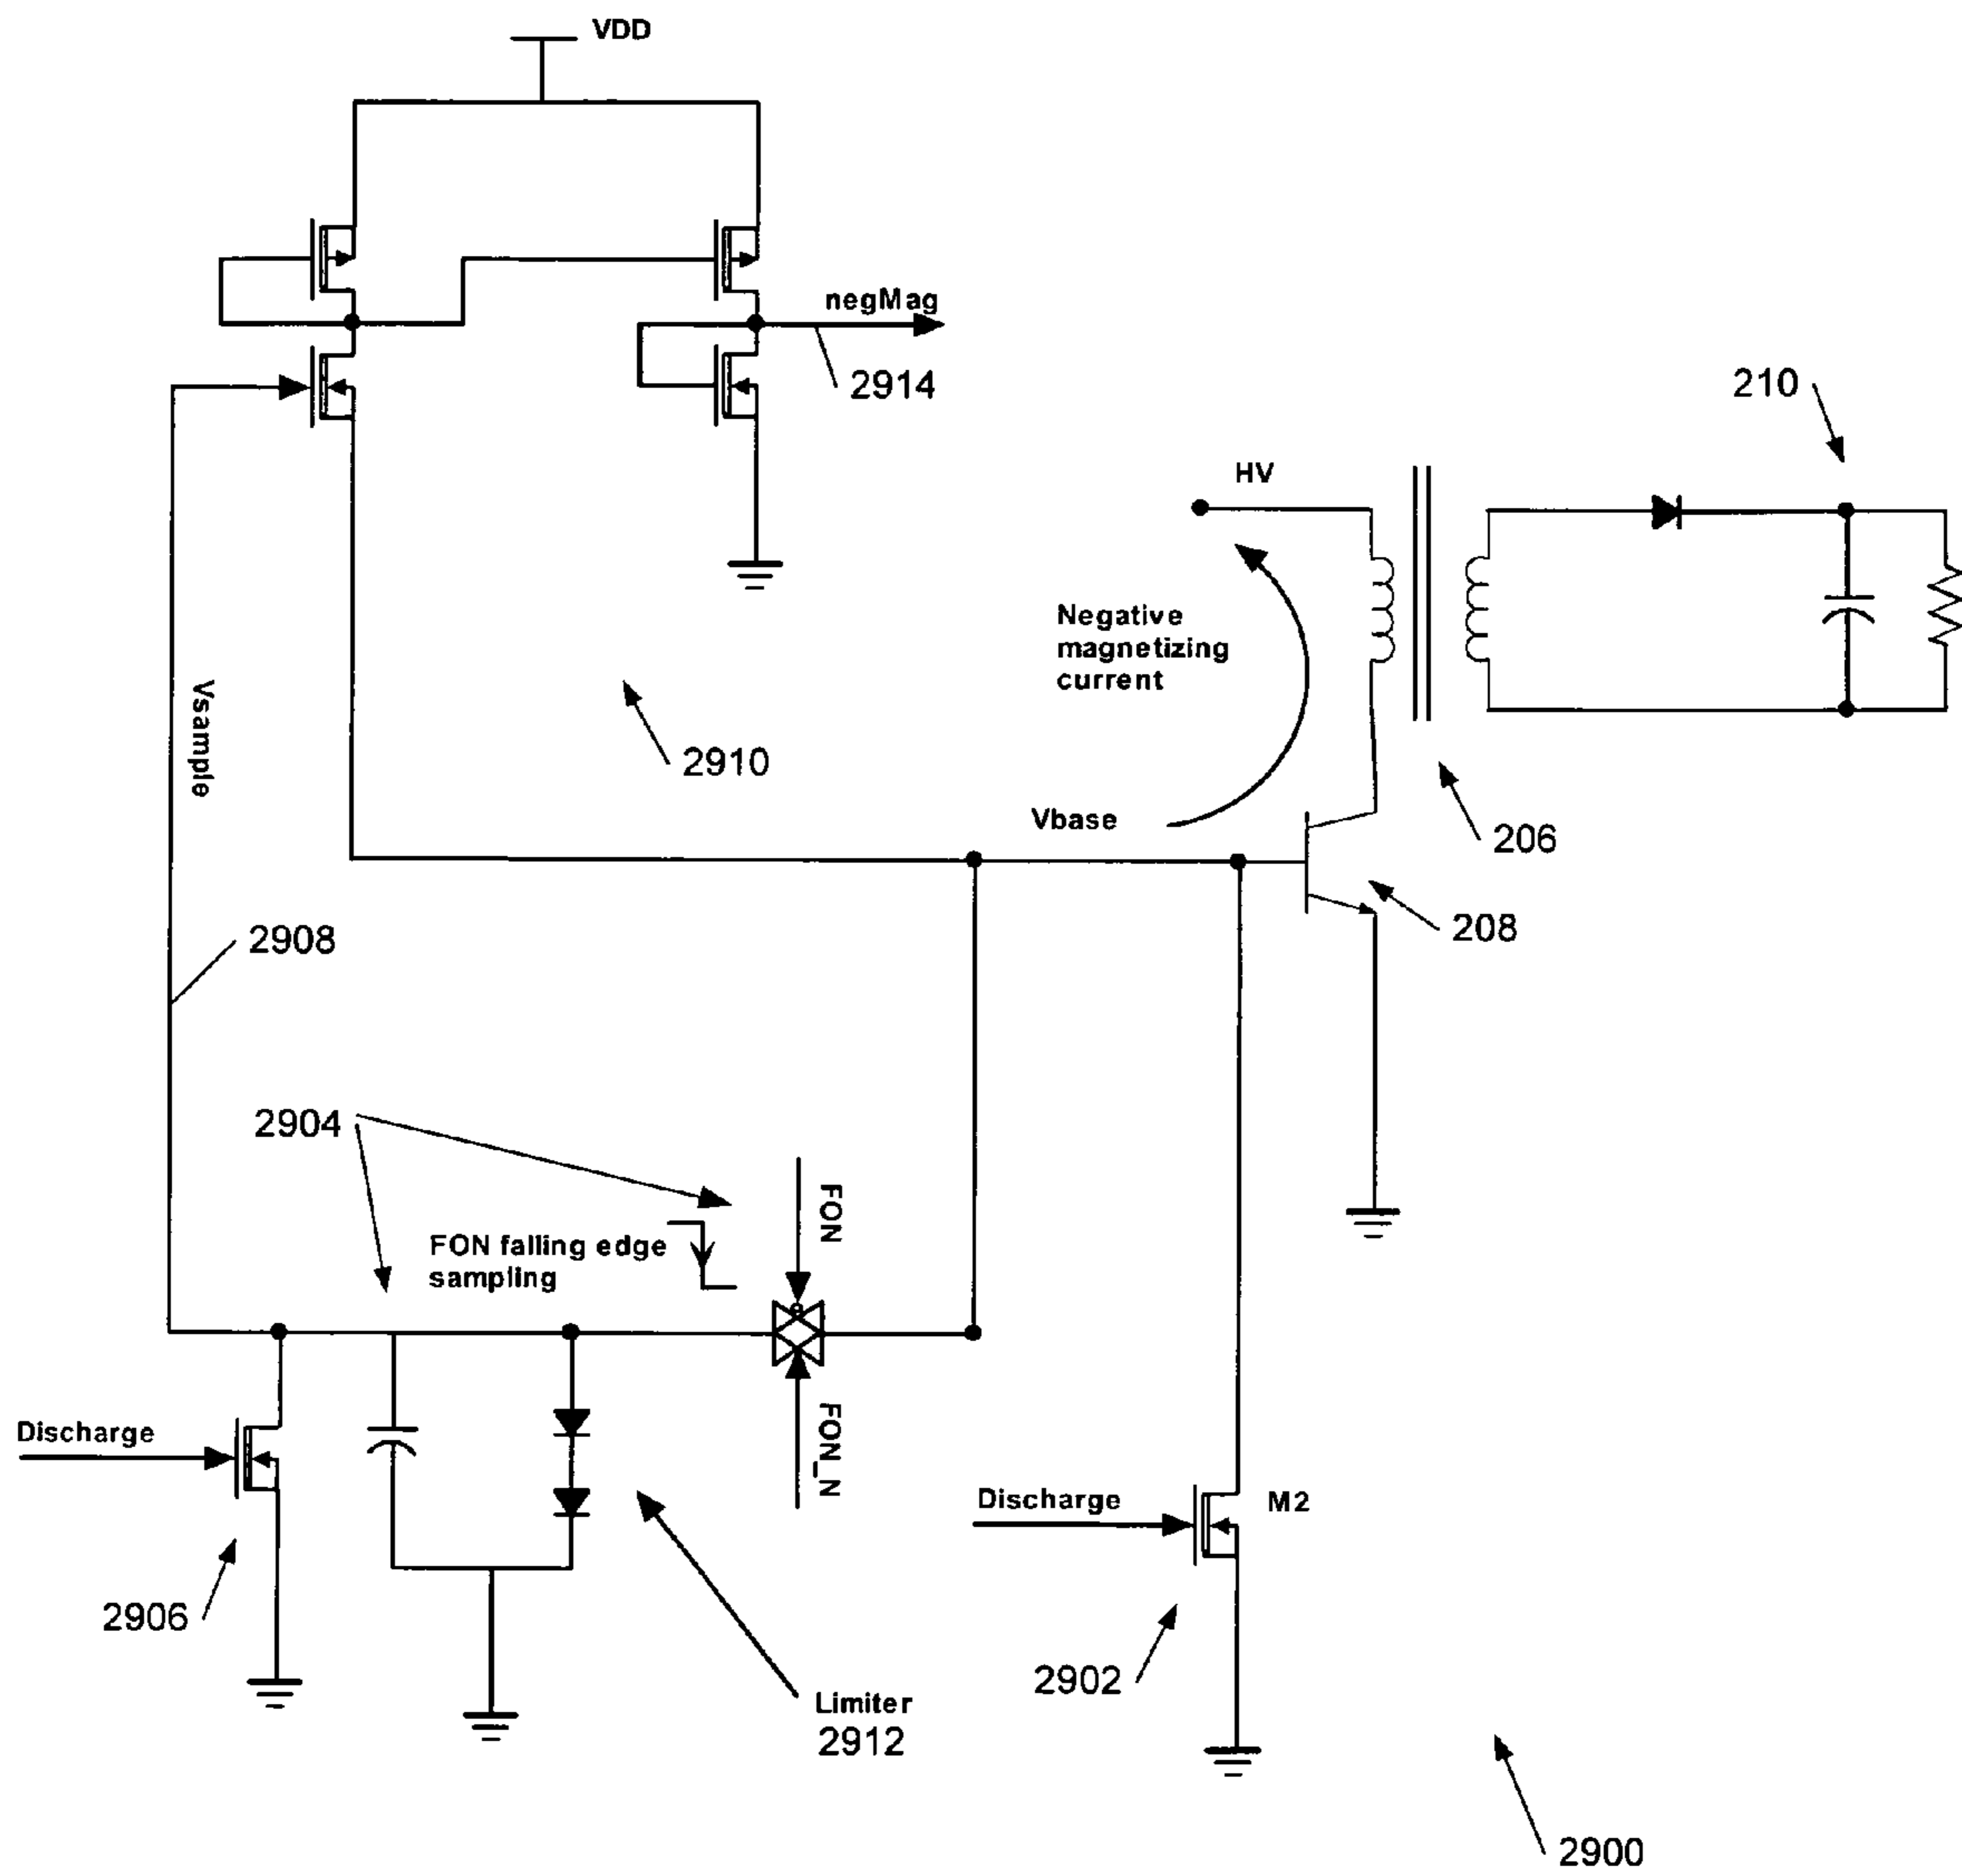 VDD
negMag
2914
210
HV
Negative
magnetizing
current
Vsample
2910
Vbase
206
208
2908
2904
FON
FON falling edge
sampling
Discharge
FON_N
Discharge
M2
2906
2902
Limiter
2912
2900